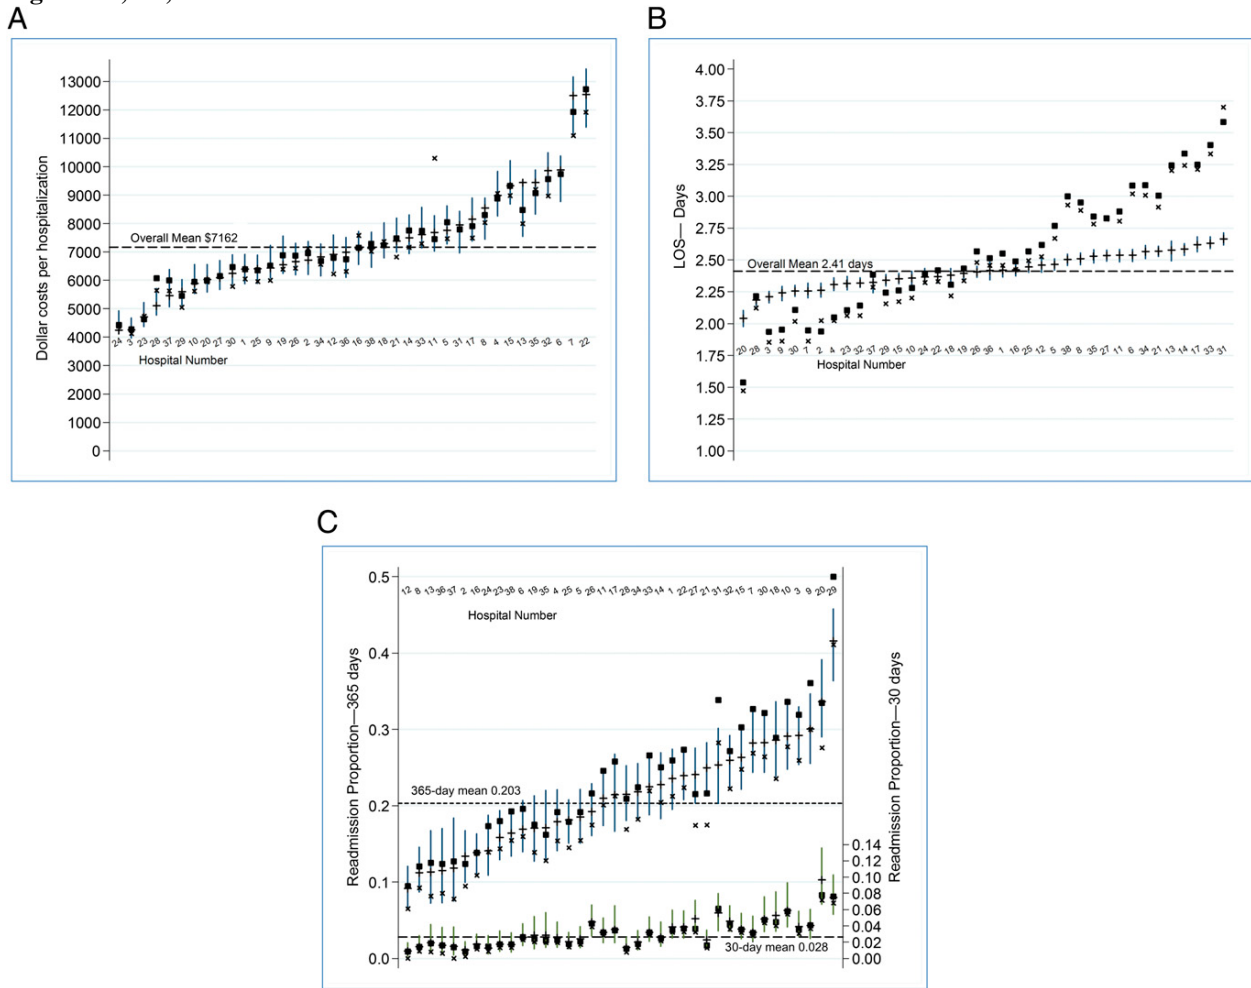 A
13000
12000
11000
10000
9000
8000
7000
6000
5000
4000
3000
2000
1000
0
Dollar costs per hospitalization
Overall Mean $7162
24 3 23 28 37 29 10 20 27 30 1 25 9 19 26 2 34 12 36 16 38 18 21 14 33 11 5 31 17 8 4 15 13 35 32 6 7 22
Hospital Number
B
4.00
3.75
3.50
3.25
3.00
2.75
2.50
2.25
2.00
1.75
1.50
1.25
1.00
LOS— Days
Overall Mean 2.41 days
20 28 3 9 30 7 2 4 23 32 37 29 15 10 24 22 18 19 26 36 1 16 25 12 5 38 8 35 27 11 6 34 21 13 14 17 33 31
Hospital Number
C
0.5
0.4
0.3
0.2
0.1
0.0
Readmission Proportion—365 days
12 8 13 36 37 2 16 24 23 38 6 19 35 4 25 5 26 11 17 28 34 33 14 1 22 27 21 31 32 15 7 30 18 10 3 9 20 29
Hospital Number
365-day mean 0.203
30-day mean 0.028
0.14
0.12
0.10
0.08
0.06
0.04
0.02
0.00
Readmission Proportion—30 days